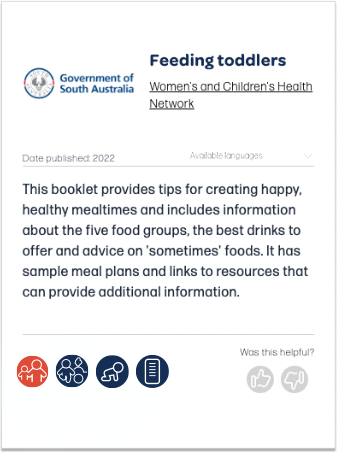 Feeding toddlers
Government of
South Australia
Women's and Children's Health
Network
Date published: 2022
Available languages
This booklet provides tips for creating happy,
healthy mealtimes and includes information
about the five food groups, the best drinks to
offer and advice on 'sometimes' foods. It has
sample meal plans and links to resources that
can provide additional information.
Was this helpful?